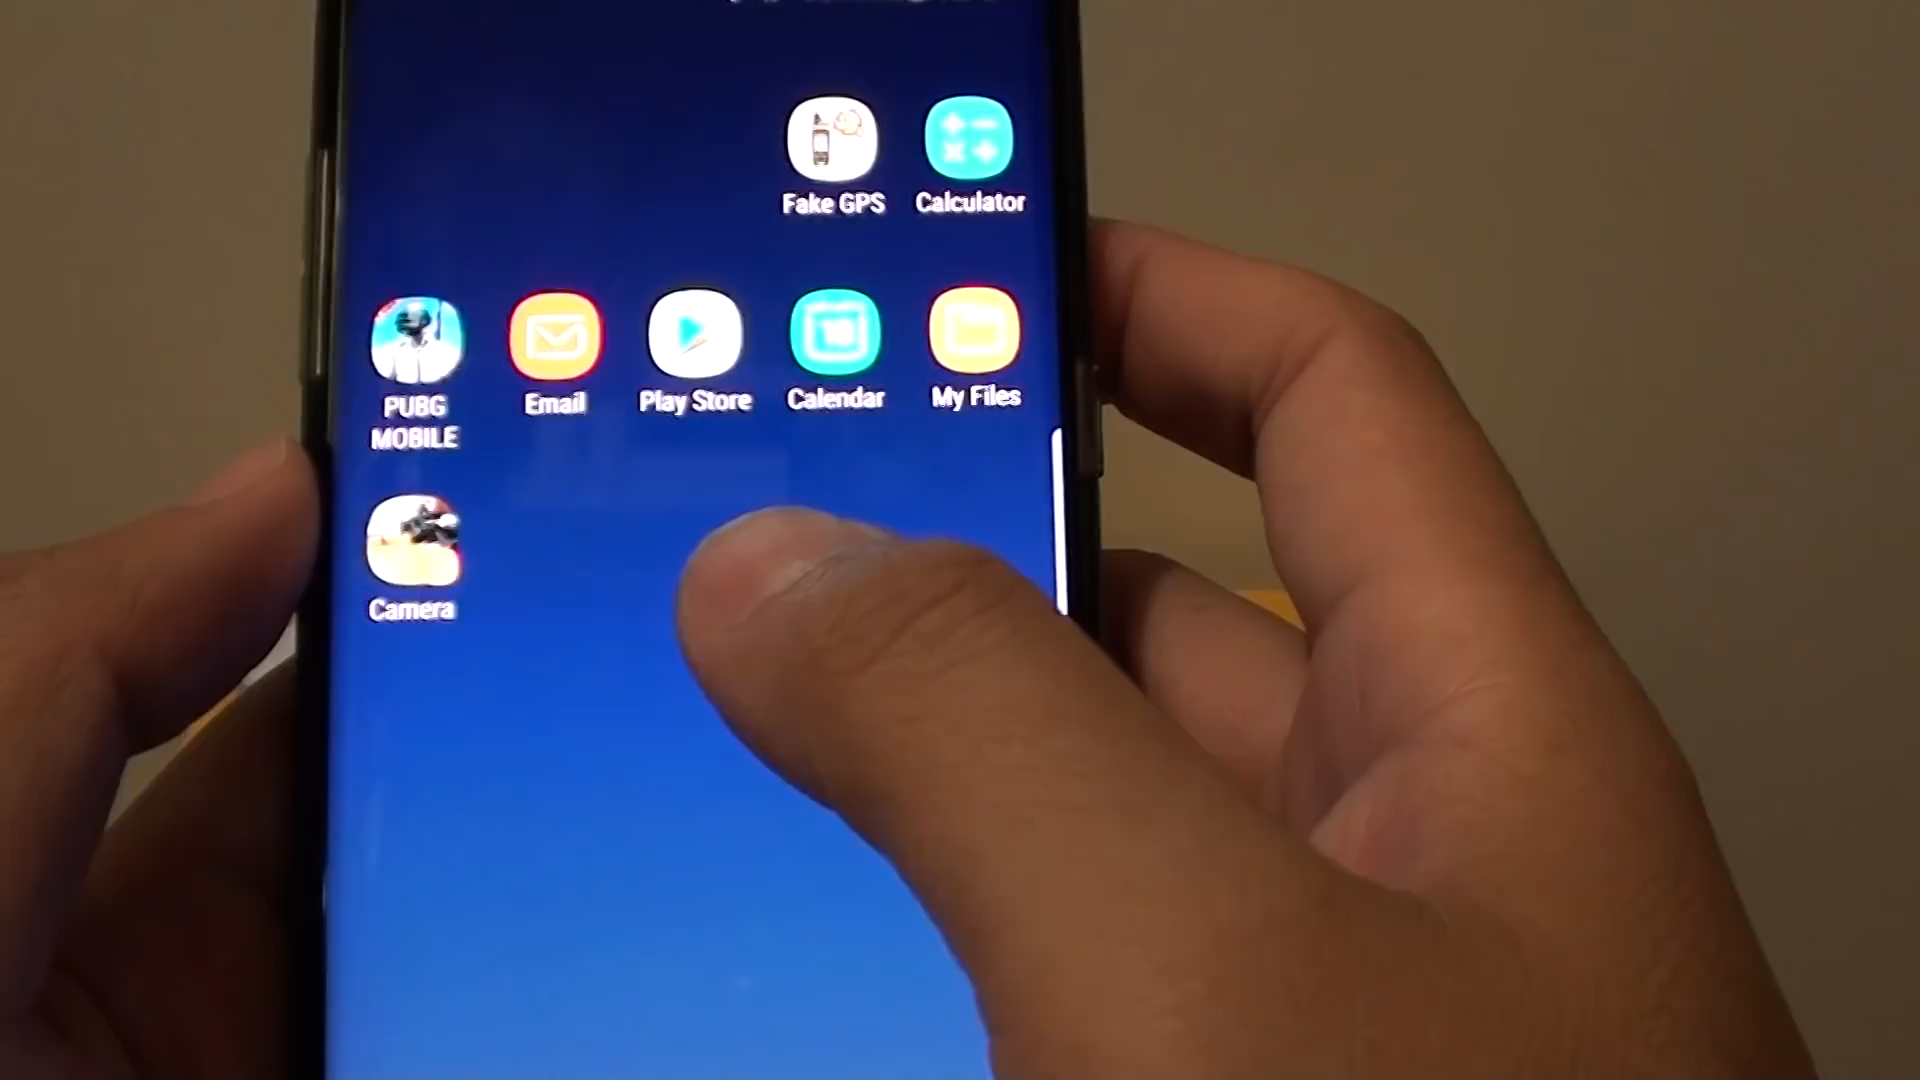 Fake GPS
Calculator
PUBG
MOBILE
Email
Play Store
Calendar
My Files
Camera